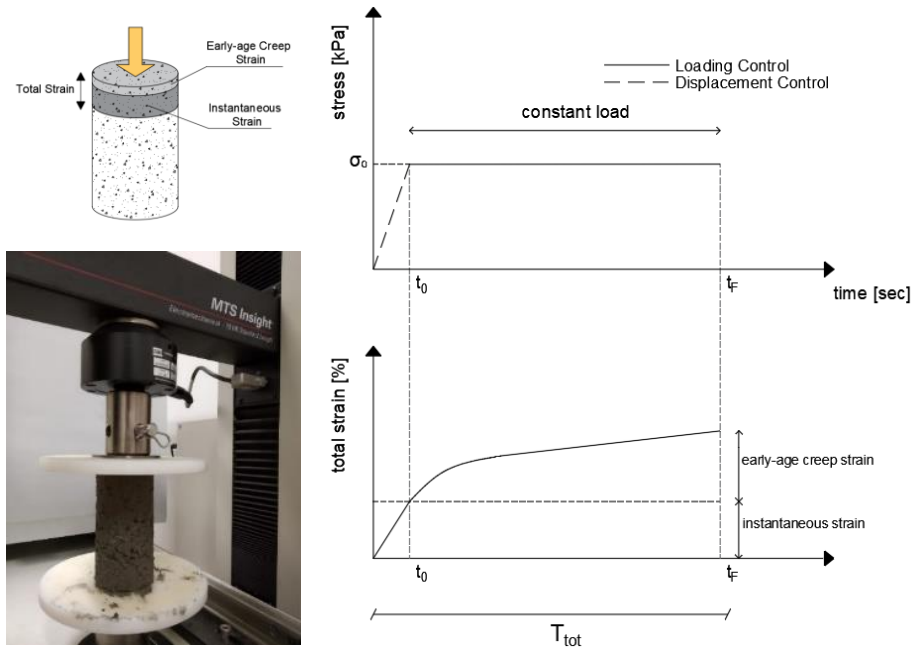 Early-age Creep
Strain
Total Strain
Instantaneous
Strain
MTS Insight
stress [kPa]
Loading Control
Displacement Control
constant load
σ₀
t₀
t_F
time [sec]
total strain [%]
early-age creep strain
instantaneous strain
t₀
t_F
T_tot